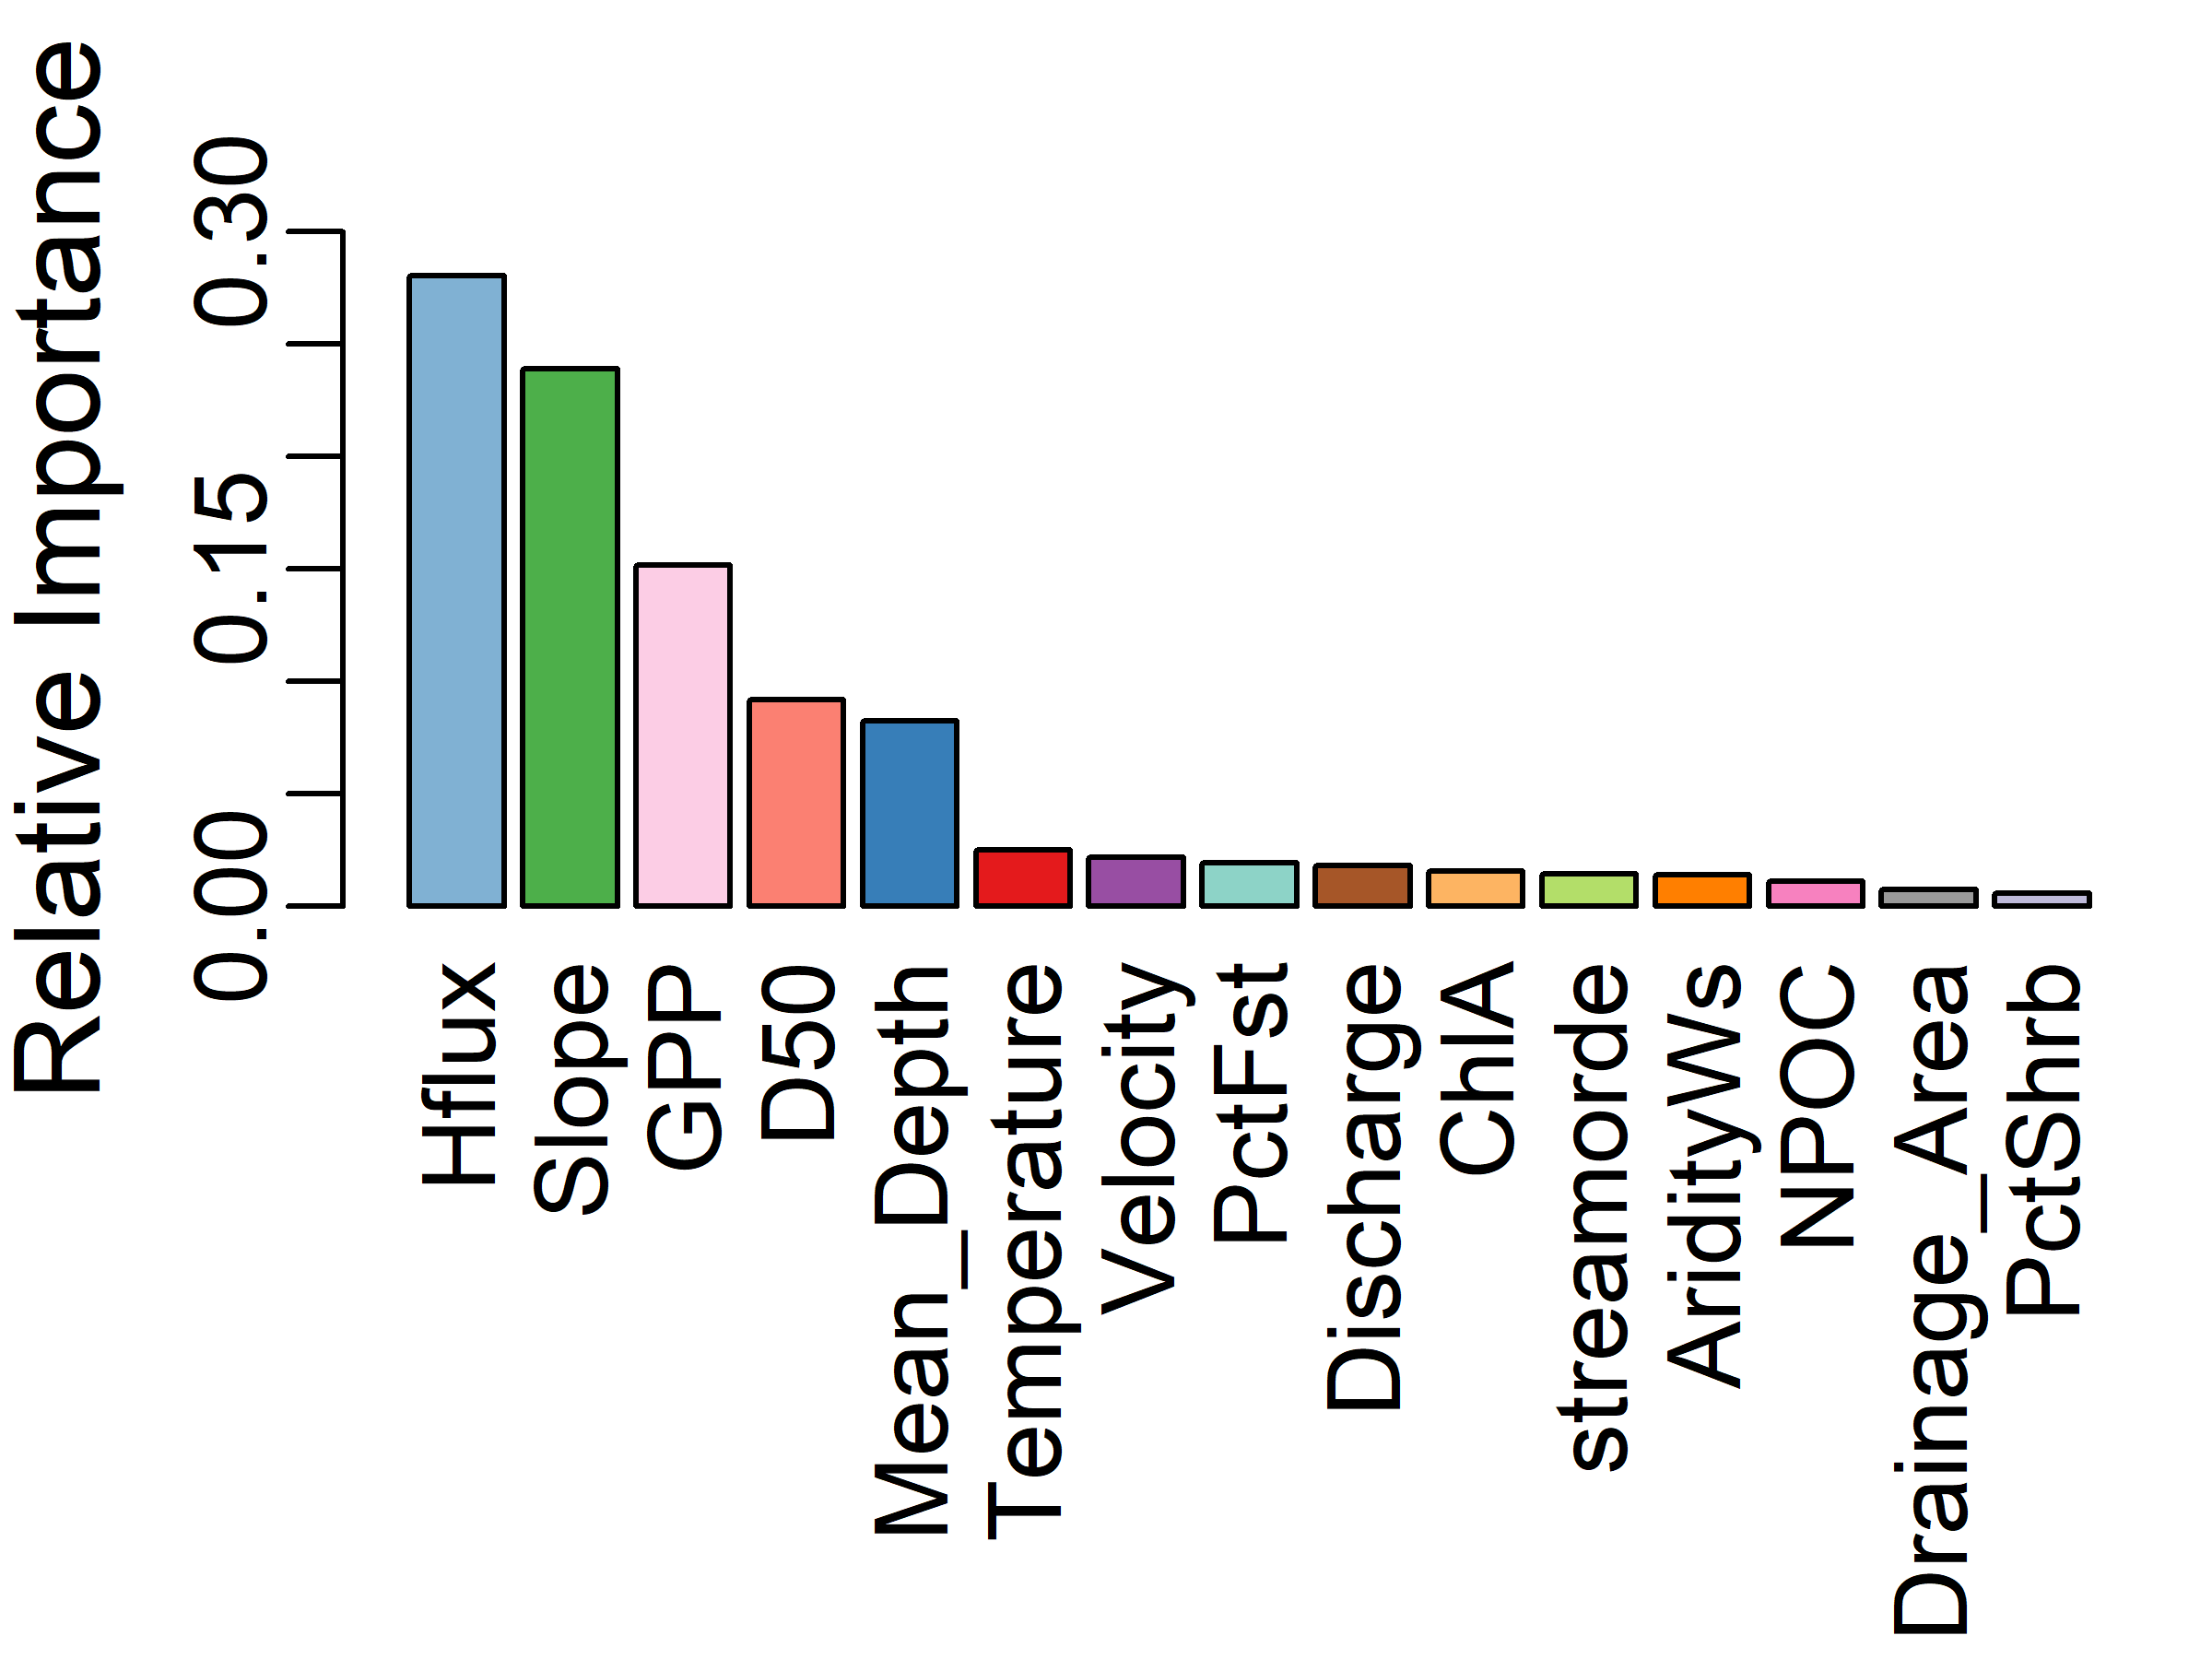 Relative Importance
0.30
0.15
0.00
Hflux
Slope
GPP
D50
Mean_Depth
Temperature
Velocity
PctFst
Discharge
ChlA
streamorde
AridityWs
NPOC
Drainage_Area
PctShrb